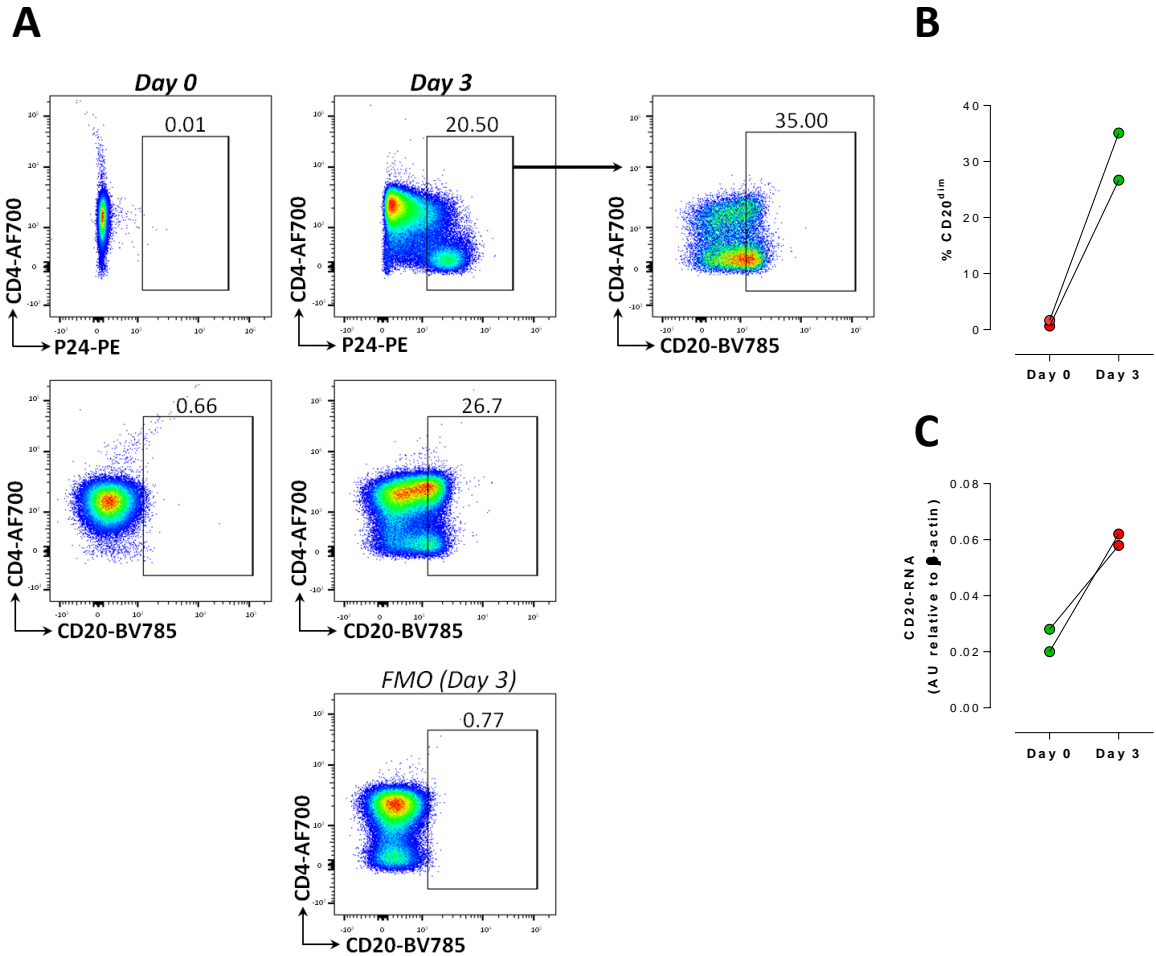 A
B
Day 0
Day 3
0.01
20.50
35.00
CD4-AF700
CD4-AF700
CD4-AF700
P24-PE
P24-PE
CD20-BV785
0.66
26.7
CD4-AF700
CD4-AF700
CD20-BV785
CD20-BV785
FMO (Day 3)
0.77
CD4-AF700
CD20-BV785
% CD20dim
40
30
20
10
0
Day 0 Day 3
C
CD20-RNA
(AU relative to β-actin)
0.08
0.06
0.04
0.02
0.00
Day 0 Day 3